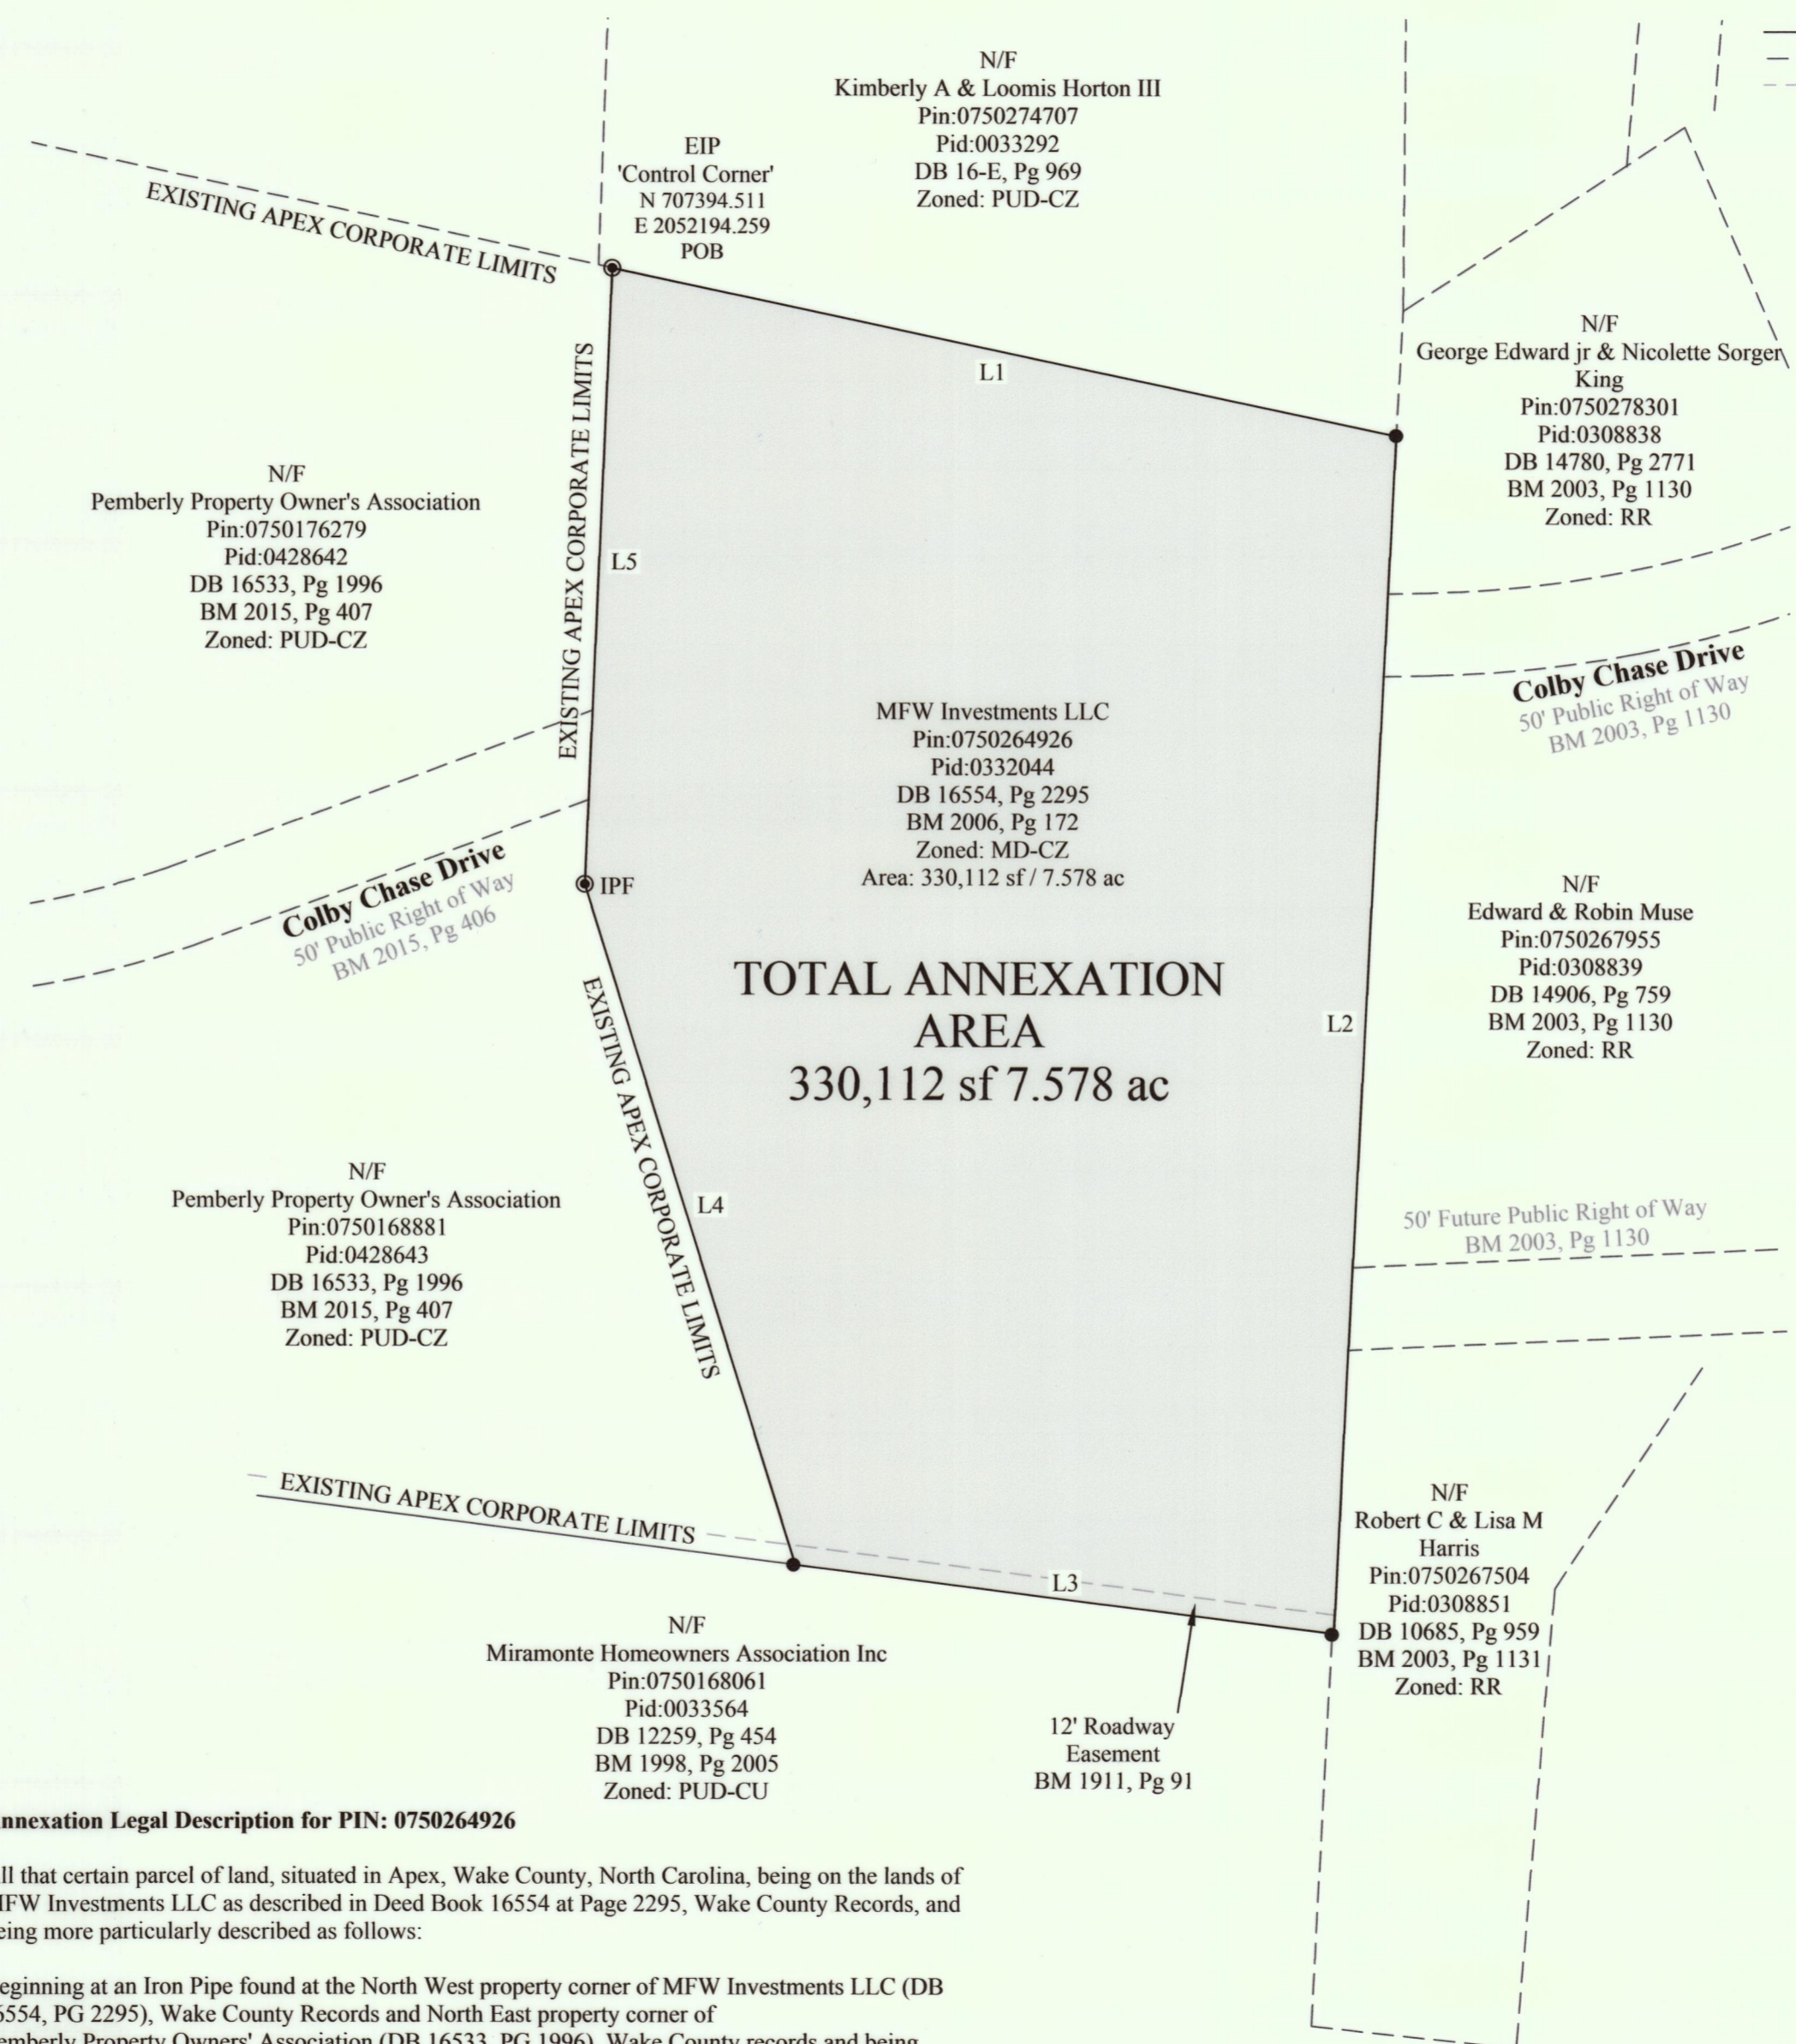 N/F
Kimberly A & Loomis Horton III
Pin:0750274707
Pid:0033292
DB 16-E, Pg 969
Zoned: PUD-CZ
EIP
'Control Corner'
N 707394.511
E 2052194.259
POB
EXISTING APEX CORPORATE LIMITS
L1
N/F
George Edward jr & Nicolette Sorger
King
Pin:0750278301
Pid:0308838
DB 14780, Pg 2771
BM 2003, Pg 1130
Zoned: RR
EXISTING APEX CORPORATE LIMITS
L5
N/F
Pemberly Property Owner's Association
Pin:0750176279
Pid:0428642
DB 16533, Pg 1996
BM 2015, Pg 407
Zoned: PUD-CZ
Colby Chase Drive
50' Public Right of Way
BM 2003, Pg 1130
MFW Investments LLC
Pin:0750264926
Pid:0332044
DB 16554, Pg 2295
BM 2006, Pg 172
Zoned: MD-CZ
Area: 330,112 sf / 7.578 ac
Colby Chase Drive
50' Public Right of Way
BM 2015, Pg 406
IPF
TOTAL ANNEXATION
AREA
330,112 sf 7.578 ac
L2
N/F
Edward & Robin Muse
Pin:0750267955
Pid:0308839
DB 14906, Pg 759
BM 2003, Pg 1130
Zoned: RR
EXISTING APEX CORPORATE LIMITS
L4
N/F
Pemberly Property Owner's Association
Pin:0750168881
Pid:0428643
DB 16533, Pg 1996
BM 2015, Pg 407
Zoned: PUD-CZ
50' Future Public Right of Way
BM 2003, Pg 1130
EXISTING APEX CORPORATE LIMITS
L3
N/F
Robert C & Lisa M
Harris
Pin:0750267504
Pid:0308851
DB 10685, Pg 959
BM 2003, Pg 1131
Zoned: RR
N/F
Miramonte Homeowners Association Inc
Pin:0750168061
Pid:0033564
DB 12259, Pg 454
BM 1998, Pg 2005
Zoned: PUD-CU
12' Roadway
Easement
BM 1911, Pg 91
nnexation Legal Description for PIN: 0750264926
ll that certain parcel of land, situated in Apex, Wake County, North Carolina, being on the lands of
IFW Investments LLC as described in Deed Book 16554 at Page 2295, Wake County Records, and
eing more particularly described as follows:
eginning at an Iron Pipe found at the North West property corner of MFW Investments LLC (DB
6554, PG 2295), Wake County Records and North East property corner of
emberly Property Owners' Association (DB 16533, PG 1996), Wake County records and being